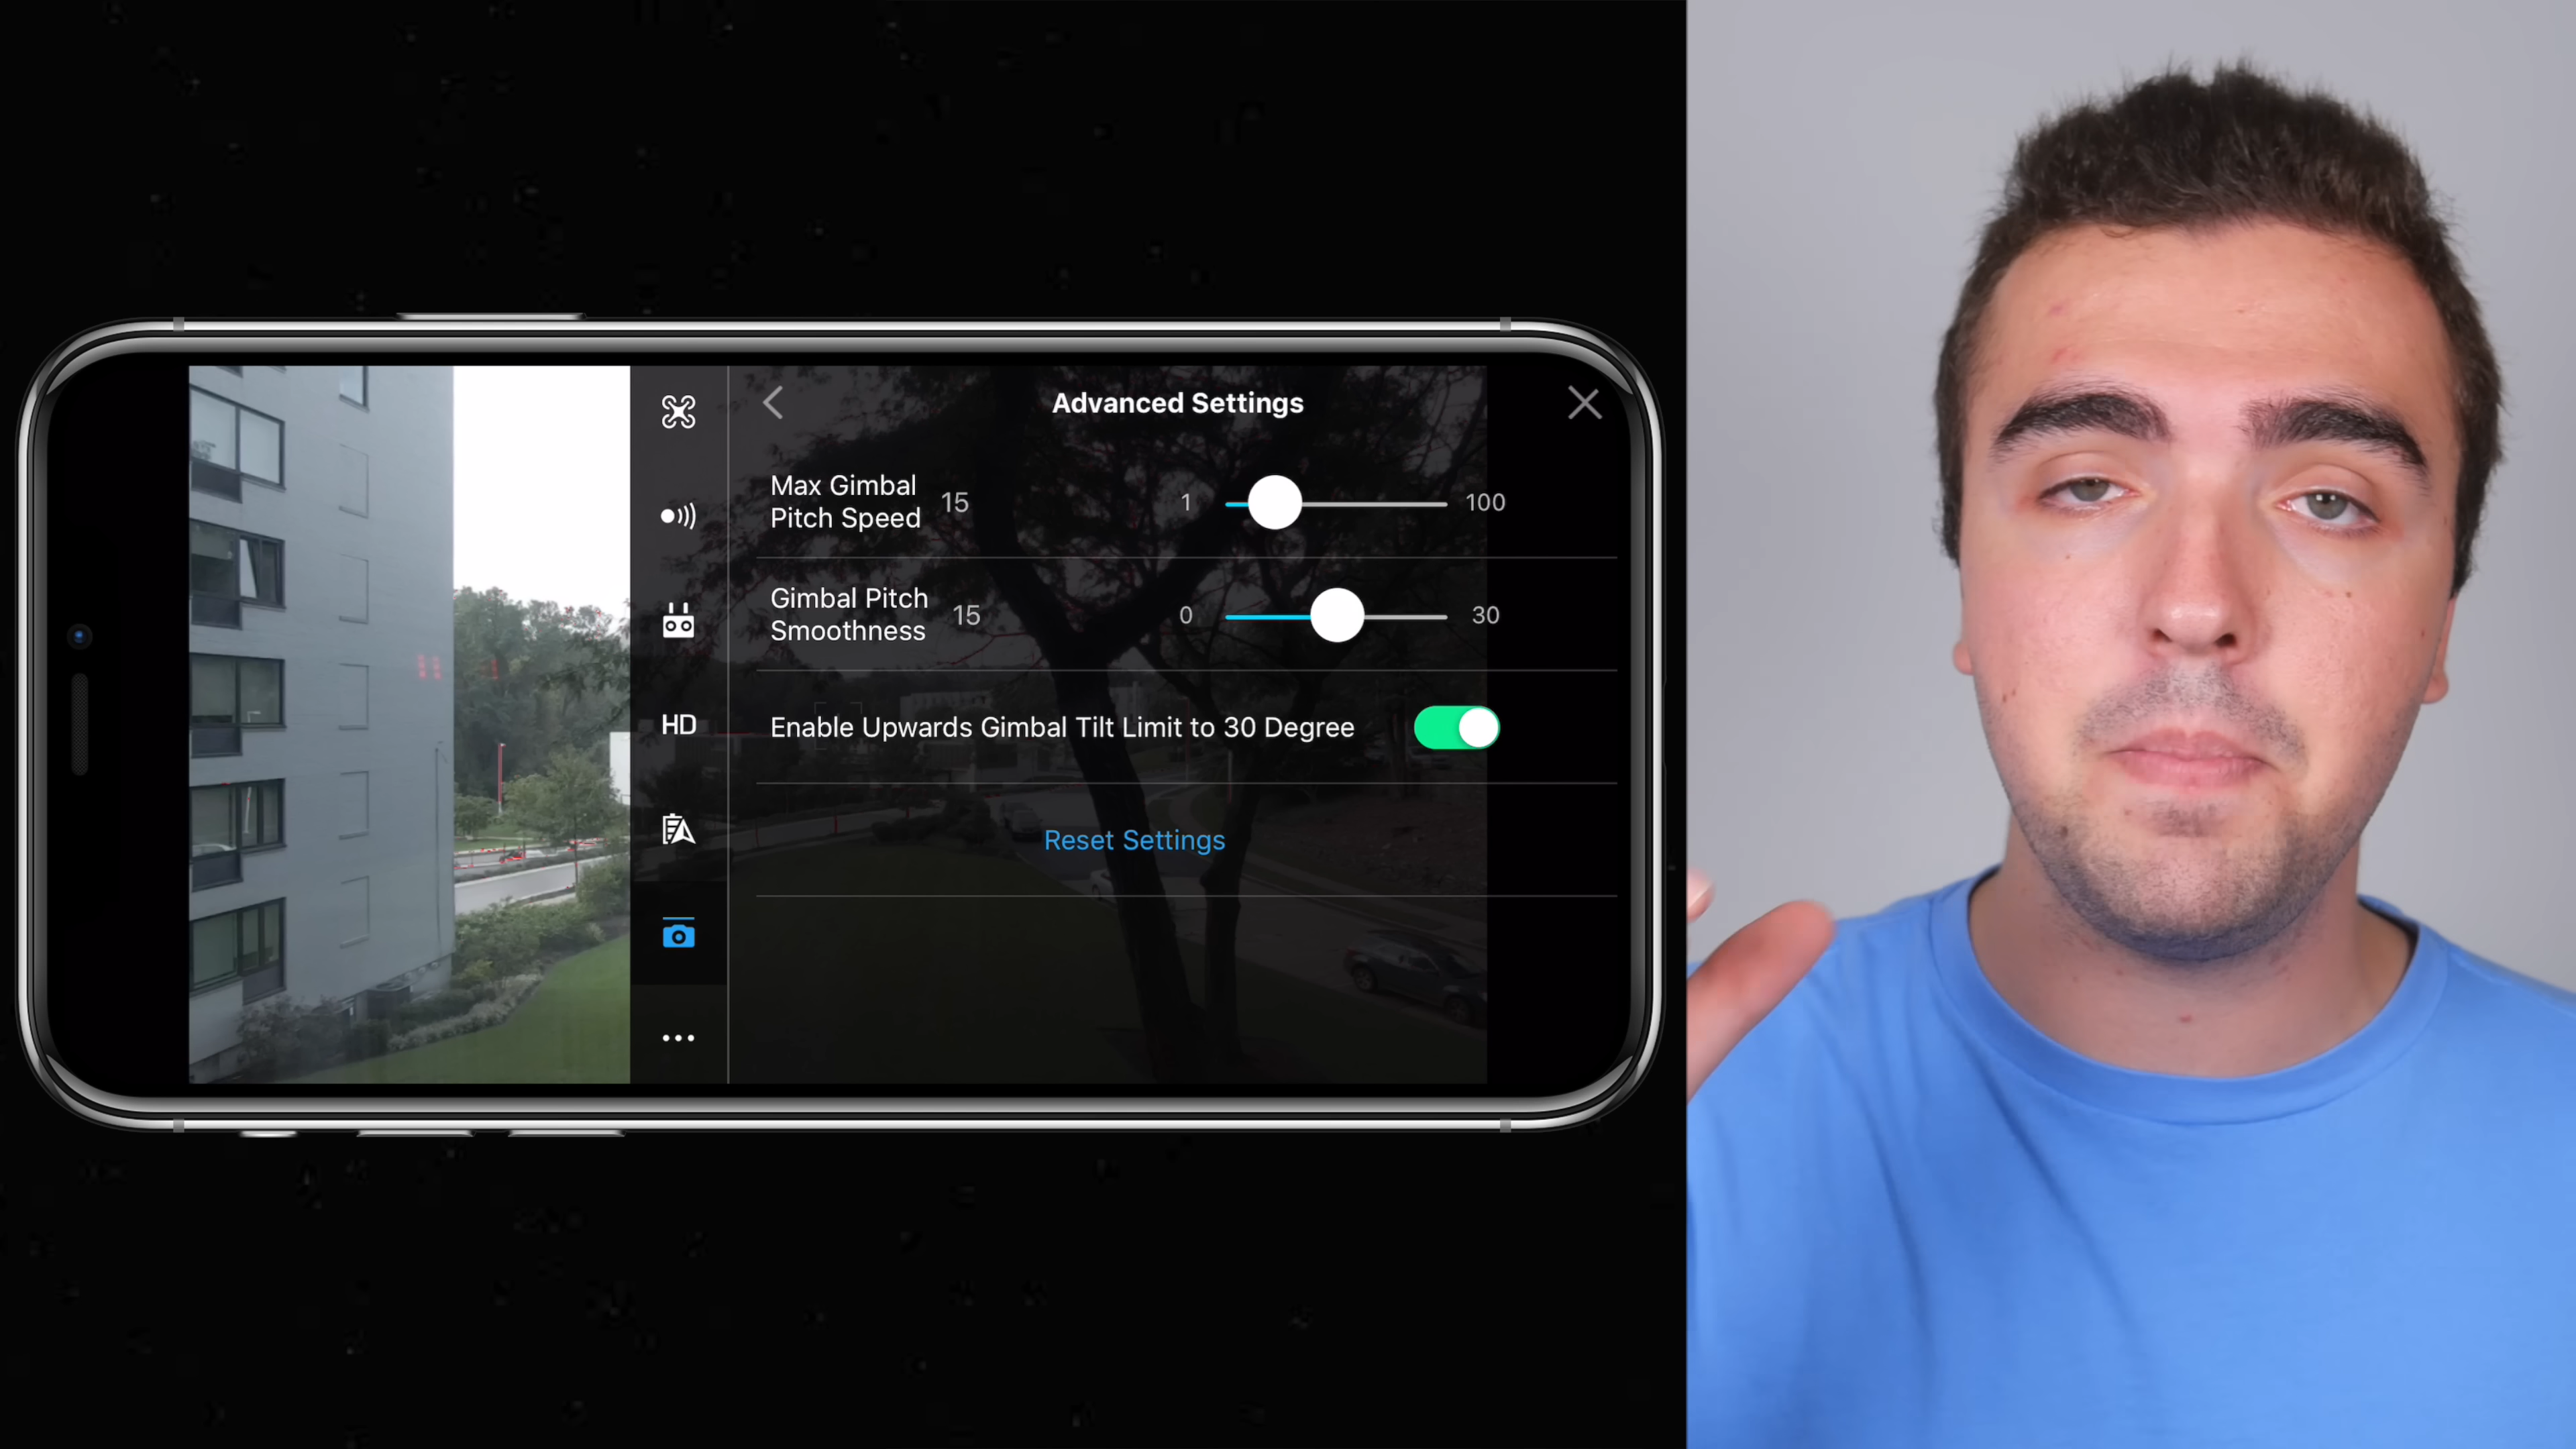 Advanced Settings
Max Gimbal
Pitch Speed 15 1 100
Gimbal Pitch
Smoothness 15 0 30
HD
Enable Upwards Gimbal Tilt Limit to 30 Degree
Reset Settings